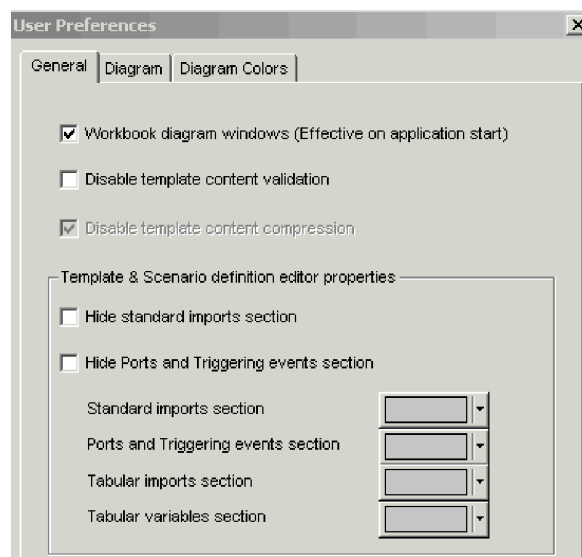 User Preferences
General
Diagram
Diagram Colors
Workbook diagram windows (Effective on application start)
Disable template content validation
Disable template content compression
Template & Scenario definition editor properties
Hide standard imports section
Hide Ports and Triggering events section
Standard imports section
Ports and Triggering events section
Tabular imports section
Tabular variables section